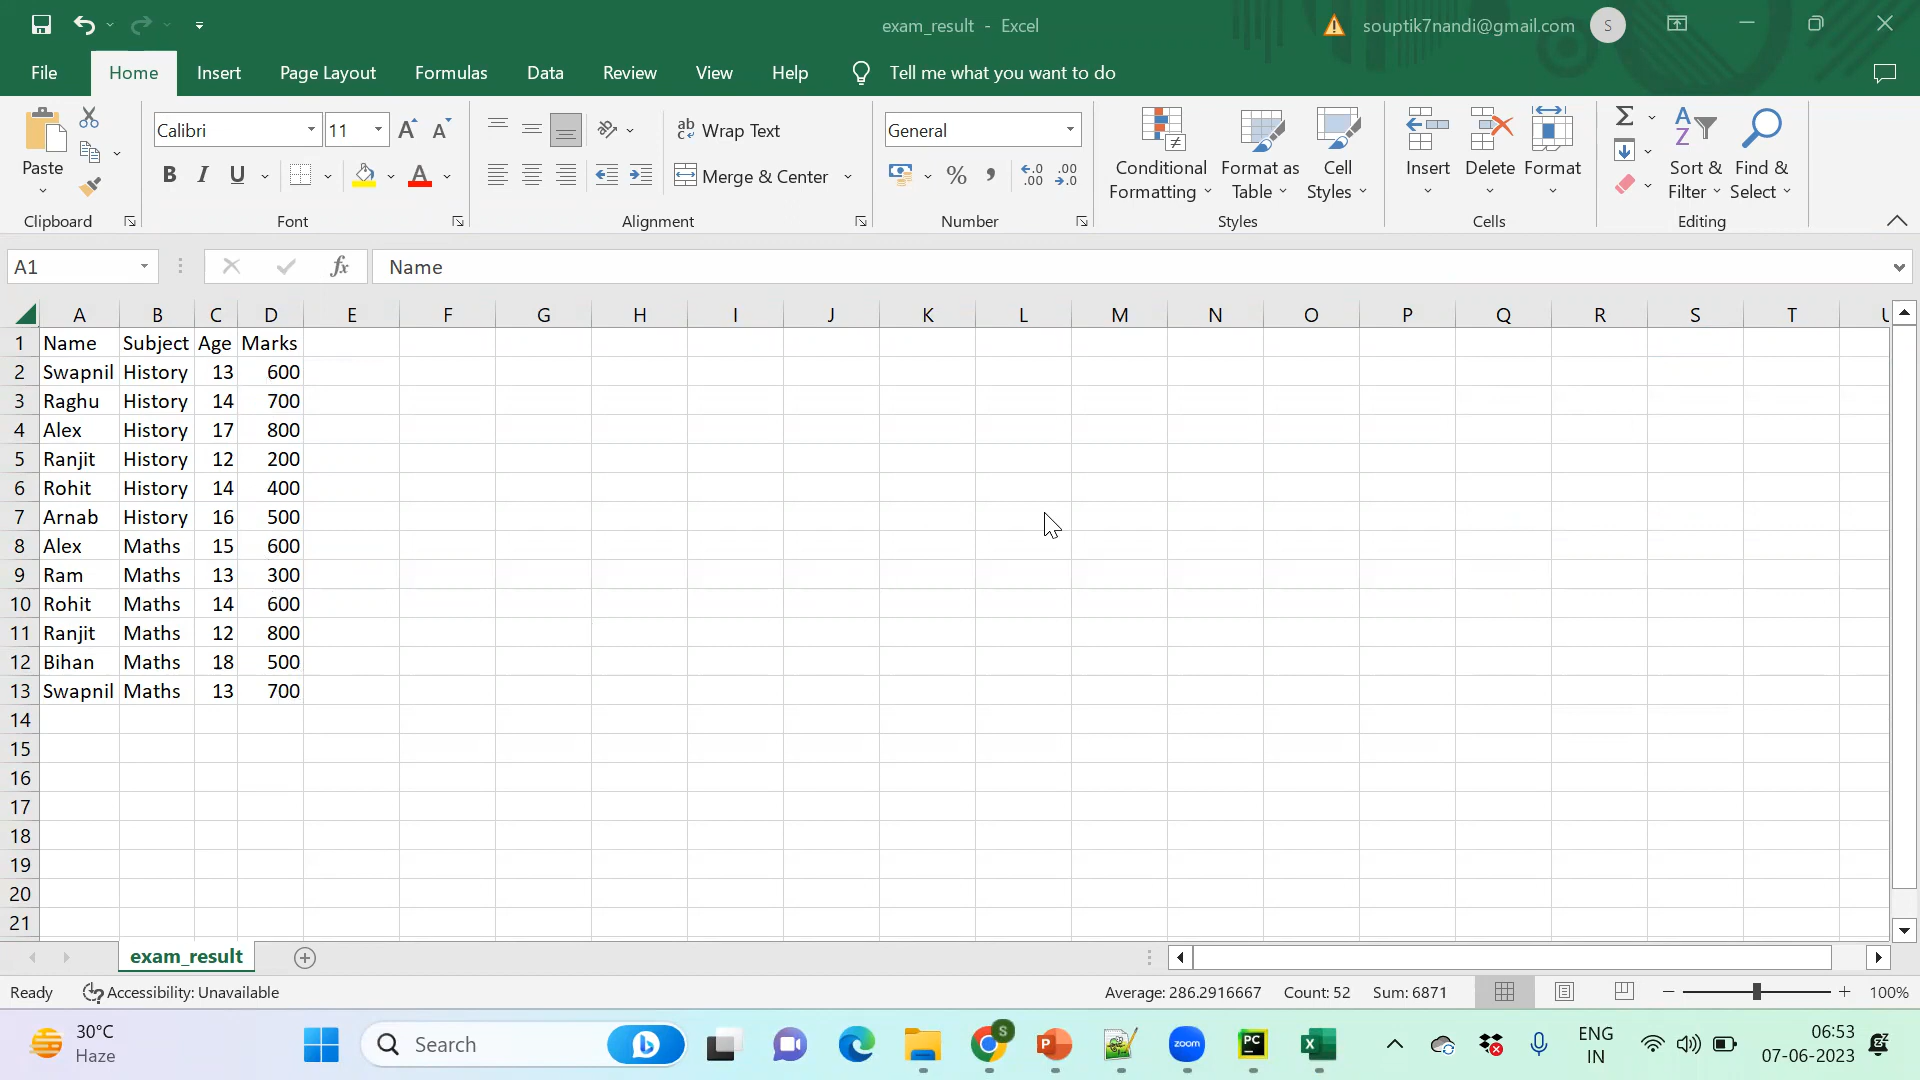 exam_result - Excel
souptik7nandi@gmail.com S
File Home Insert Page Layout Formulas Data Review View Help Tell me what you want to do
Paste
Clipboard
Calibri 11
B I U
Font
Wrap Text
Merge & Center
Alignment
General
Number
Conditional Formatting
Format as Table
Cell Styles
Styles
Insert Delete Format
Cells
Sort & Filter
Find & Select
Editing
A1 fx Name
A B C D E F G H I J K L M N O P Q R S T
1 Name Subject Age Marks
2 Swapnil History 13 600
3 Raghu History 14 700
4 Alex History 17 800
5 Ranjit History 12 200
6 Rohit History 14 400
7 Arnab History 16 500
8 Alex Maths 15 600
9 Ram Maths 13 300
10 Rohit Maths 14 600
11 Ranjit Maths 12 800
12 Bihan Maths 18 500
13 Swapnil Maths 13 700
14
15
16
17
18
19
20
21
exam_result
Ready Accessibility: Unavailable Average: 286.2916667 Count: 52 Sum: 6871 100%
30°C
Haze
Search
zoom
ENG
IN
06:53
07-06-2023